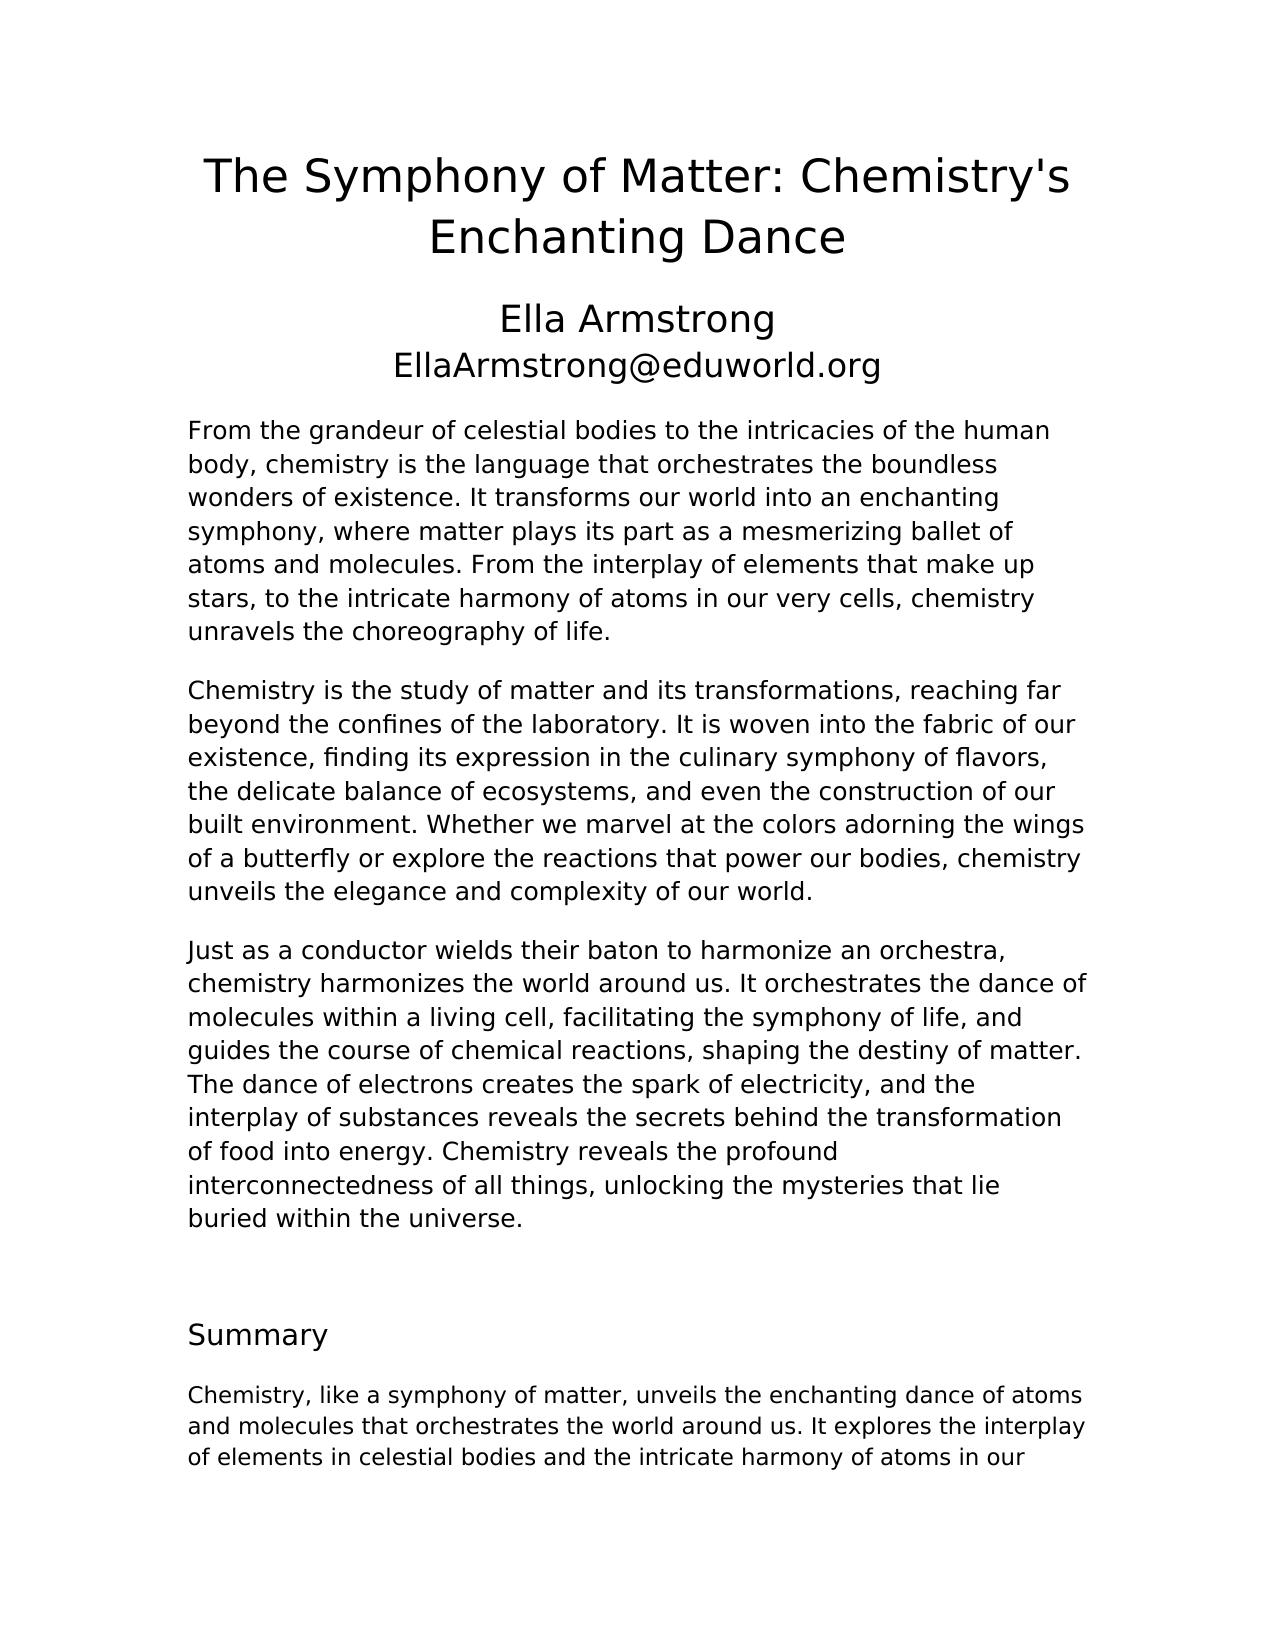 The Symphony of Matter: Chemistry's
Enchanting Dance
Ella Armstrong
EllaArmstrong@eduworld.org
From the grandeur of celestial bodies to the intricacies of the human
body, chemistry is the language that orchestrates the boundless
wonders of existence. It transforms our world into an enchanting
symphony, where matter plays its part as a mesmerizing ballet of
atoms and molecules. From the interplay of elements that make up
stars, to the intricate harmony of atoms in our very cells, chemistry
unravels the choreography of life.
Chemistry is the study of matter and its transformations, reaching far
beyond the confines of the laboratory. It is woven into the fabric of our
existence, finding its expression in the culinary symphony of flavors,
the delicate balance of ecosystems, and even the construction of our
built environment. Whether we marvel at the colors adorning the wings
of a butterfly or explore the reactions that power our bodies, chemistry
unveils the elegance and complexity of our world.
Just as a conductor wields their baton to harmonize an orchestra,
chemistry harmonizes the world around us. It orchestrates the dance of
molecules within a living cell, facilitating the symphony of life, and
guides the course of chemical reactions, shaping the destiny of matter.
The dance of electrons creates the spark of electricity, and the
interplay of substances reveals the secrets behind the transformation
of food into energy. Chemistry reveals the profound
interconnectedness of all things, unlocking the mysteries that lie
buried within the universe.
Summary
Chemistry, like a symphony of matter, unveils the enchanting dance of atoms
and molecules that orchestrates the world around us. It explores the interplay
of elements in celestial bodies and the intricate harmony of atoms in our